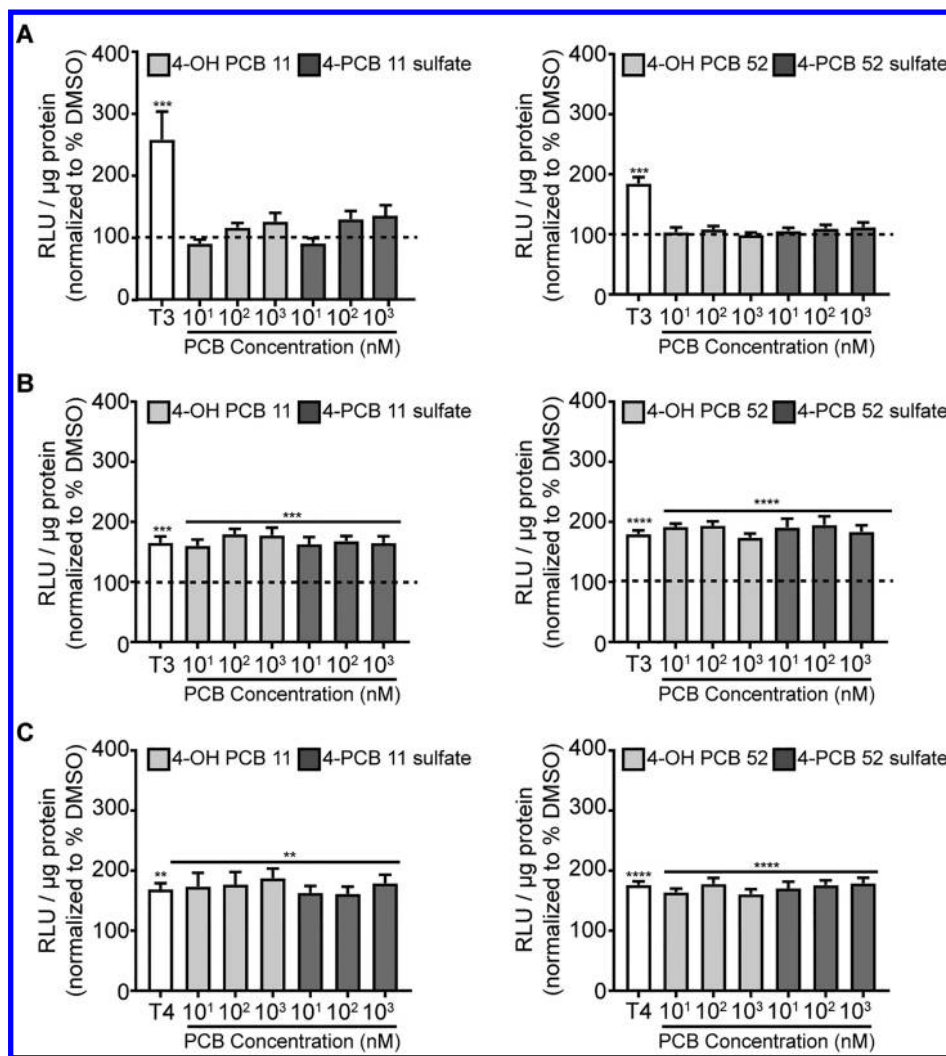 A
400
300
200
100
0
RLU / µg protein
(normalized to % DMSO)
4-OH PCB 11 4-PCB 11 sulfate
***
T3 10¹ 10² 10³ 10¹ 10² 10³
PCB Concentration (nM)
400
300
200
100
0
RLU / µg protein
(normalized to % DMSO)
4-OH PCB 52 4-PCB 52 sulfate
***
T3 10¹ 10² 10³ 10¹ 10² 10³
PCB Concentration (nM)
B
400
300
200
100
0
RLU / µg protein
(normalized to % DMSO)
4-OH PCB 11 4-PCB 11 sulfate
*** ***
T3 10¹ 10² 10³ 10¹ 10² 10³
PCB Concentration (nM)
400
300
200
100
0
RLU / µg protein
(normalized to % DMSO)
4-OH PCB 52 4-PCB 52 sulfate
**** ****
T3 10¹ 10² 10³ 10¹ 10² 10³
PCB Concentration (nM)
C
400
300
200
100
0
RLU / µg protein
(normalized to % DMSO)
4-OH PCB 11 4-PCB 11 sulfate
** **
T4 10¹ 10² 10³ 10¹ 10² 10³
PCB Concentration (nM)
400
300
200
100
0
RLU / µg protein
(normalized to % DMSO)
4-OH PCB 52 4-PCB 52 sulfate
**** ****
T4 10¹ 10² 10³ 10¹ 10² 10³
PCB Concentration (nM)